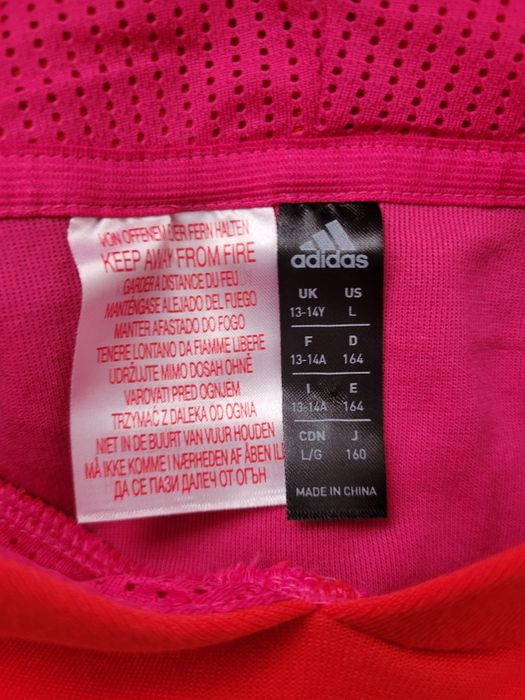 VON OFFENEM DER FERN HALTEN
KEEP AWAY FROM FIRE
GARDER A DISTANCE DU FEU
MANTÉNGASE ALEJADO DEL FUEGO
MANTER AFASTADO DO FOGO
TENERE LONTANO DA FIAMME LIBERE
UDRŽUJTE MIMO DOSAH OHNĚ
VAROVATI PRED OGNJEM
TRZYMAĆ Z DALEKA OD OGNIA
NIET IN DE BUURT VAN VUUR HOUDEN
MÅ IKKE KOMME I NÆRHEDEN AF ÅBEN
ДА СЕ ПАЗИ ДАЛЕЧ ОТ ОГЪН
adidas
UK US
13-14Y L
F D
13-14A 164
I E
13-14A 164
CDN J
L/G 160
MADE IN CHINA